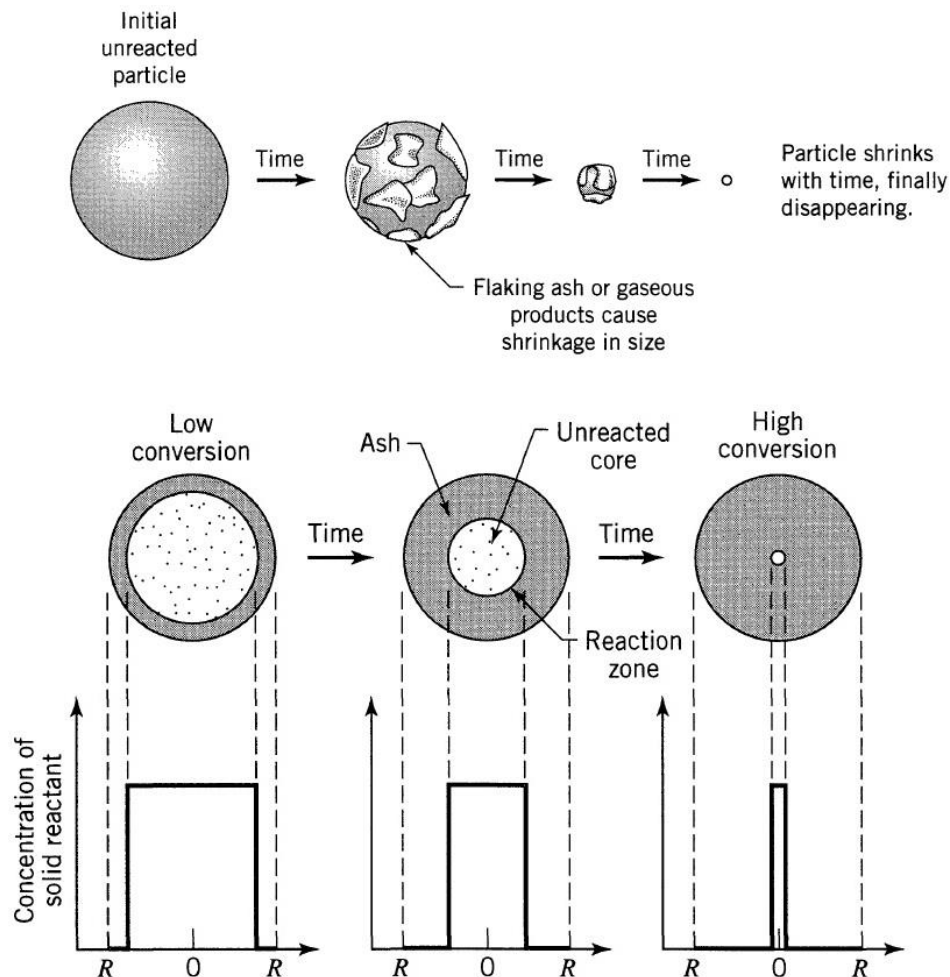 Initial
unreacted
particle
Time
Time
Time
Particle shrinks
with time, finally
disappearing.
Flaking ash or gaseous
products cause
shrinkage in size
Low
conversion
Ash
Unreacted
core
High
conversion
Time
Time
Reaction
zone
Concentration of
solid reactant
R 0 R
R 0 R
R 0 R